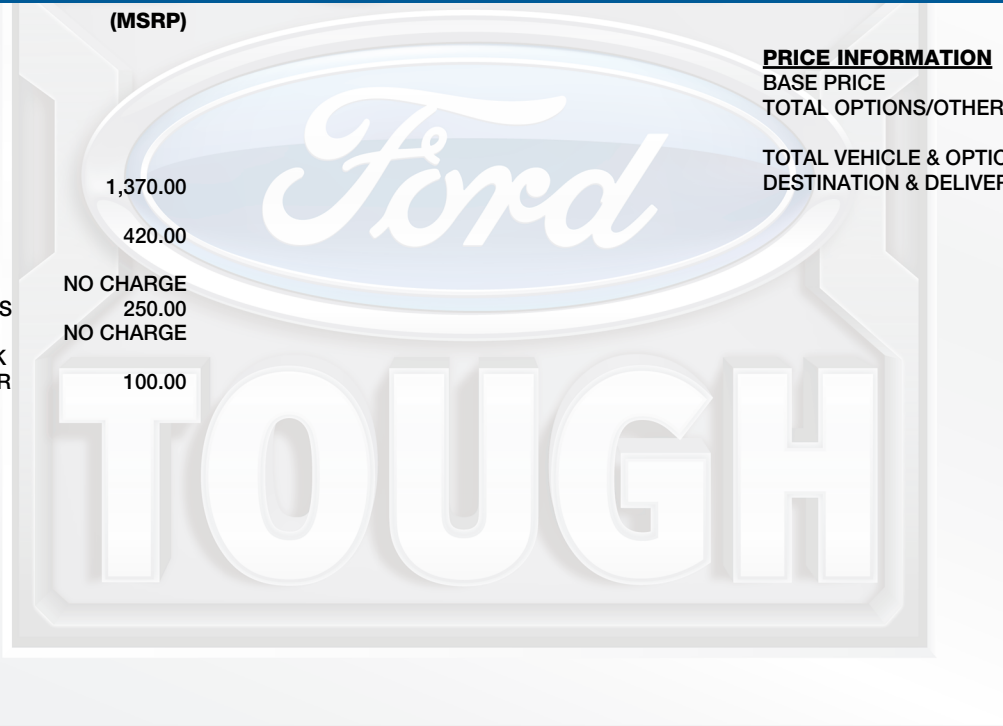 (MSRP)
1,370.00
420.00
NO CHARGE
S 250.00
NO CHARGE
K
R 100.00
PRICE INFORMATION
BASE PRICE
TOTAL OPTIONS/OTHER
TOTAL VEHICLE & OPTIO
DESTINATION & DELIVER
Ford
TOUGH